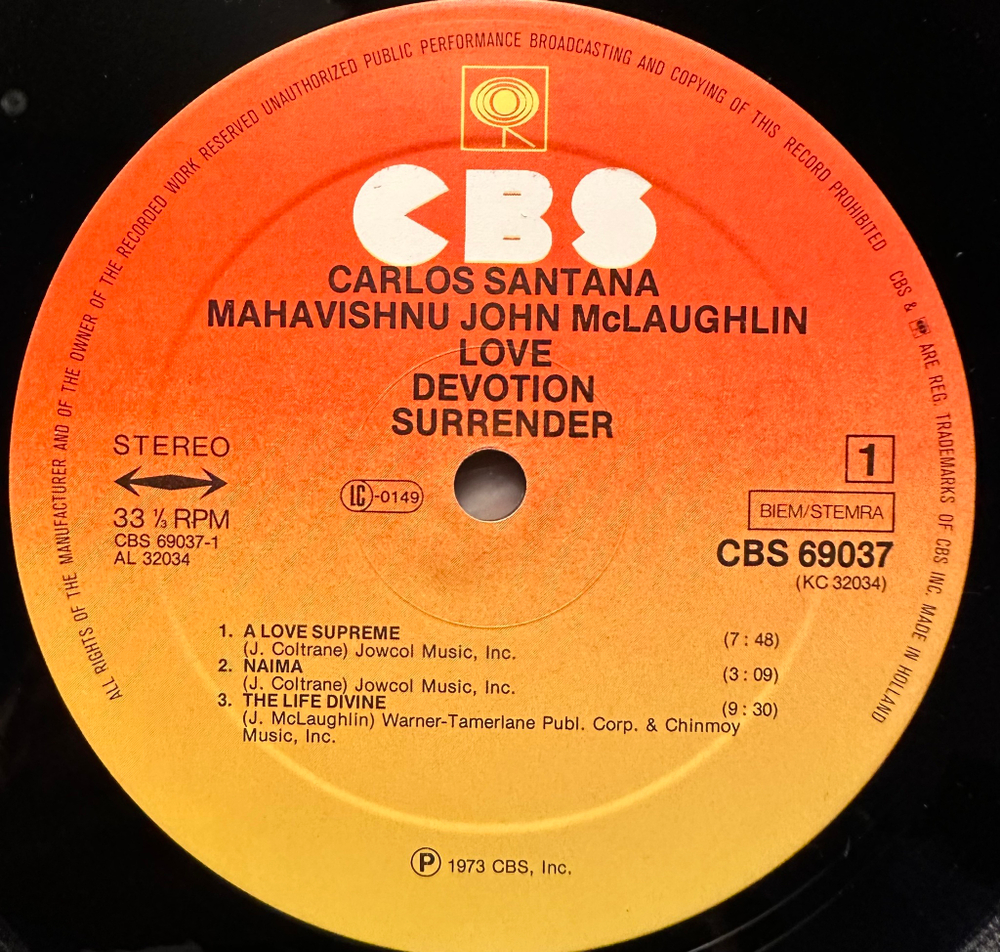 ALL RIGHTS OF THE MANUFACTURER AND OF THE OWNER OF THE RECORDED WORK RESERVED UNAUTHORIZED PUBLIC PERFORMANCE BROADCASTING AND COPYING OF THIS RECORD PROHIBITED CBS & ARE REG. TRADEMARKS OF CBS INC. MADE IN HOLLAND
CBS
CARLOS SANTANA
MAHAVISHNU JOHN McLAUGHLIN
LOVE
DEVOTION
SURRENDER
STEREO
33 ⅓ RPM
CBS 69037-1
AL 32034
LC-0149
1
BIEM/STEMRA
CBS 69037
(KC 32034)
1. A LOVE SUPREME (7 : 48)
(J. Coltrane) Jowcol Music, Inc.
2. NAIMA (3 : 09)
(J. Coltrane) Jowcol Music, Inc.
3. THE LIFE DIVINE (9 : 30)
(J. McLaughlin) Warner-Tamerlane Publ. Corp. & Chinmoy
Music, Inc.
Ⓟ 1973 CBS, Inc.